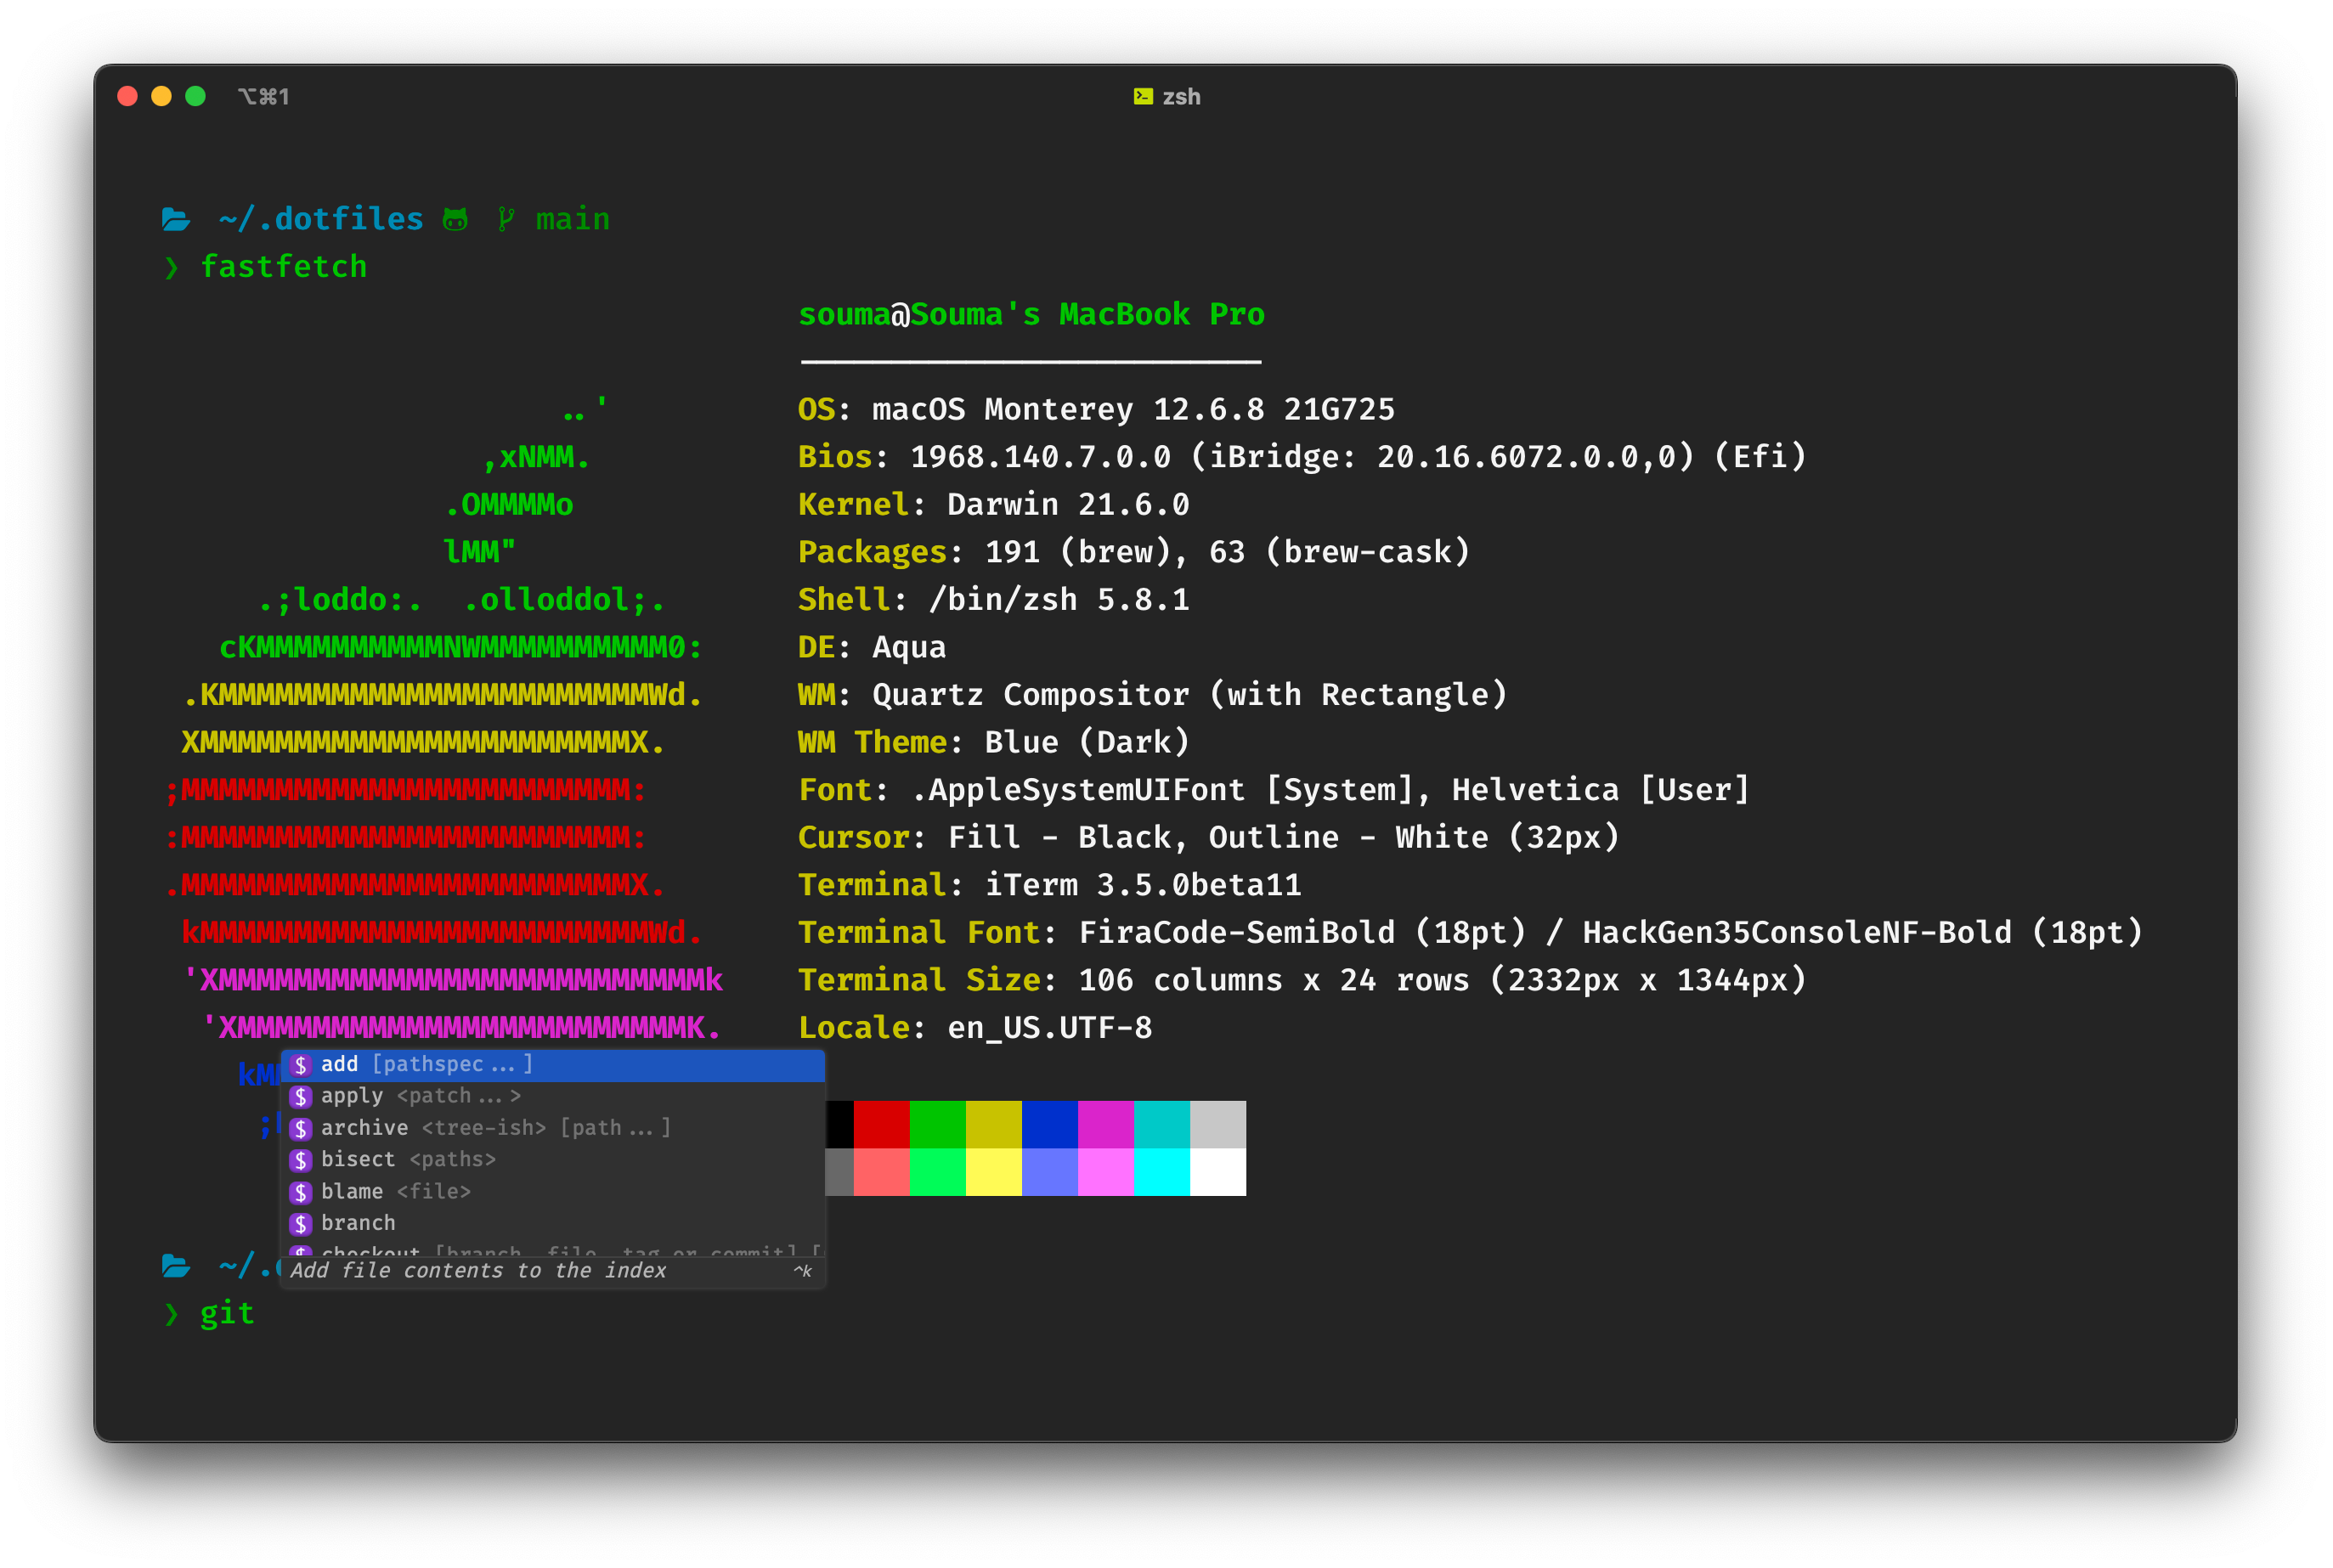 ⌥⌘1 zsh
~/.dotfiles main
❯ fastfetch
souma@Souma's MacBook Pro
-------------------------
..' OS: macOS Monterey 12.6.8 21G725
,xNMM. Bios: 1968.140.7.0.0 (iBridge: 20.16.6072.0.0,0) (Efi)
.OMMMMo Kernel: Darwin 21.6.0
lMM" Packages: 191 (brew), 63 (brew-cask)
.;loddo:. .olloddol;. Shell: /bin/zsh 5.8.1
cKMMMMMMMMMMNWMMMMMMMMMM0: DE: Aqua
.KMMMMMMMMMMMMMMMMMMMMMMMWd. WM: Quartz Compositor (with Rectangle)
XMMMMMMMMMMMMMMMMMMMMMMMX. WM Theme: Blue (Dark)
;MMMMMMMMMMMMMMMMMMMMMMMM: Font: .AppleSystemUIFont [System], Helvetica [User]
:MMMMMMMMMMMMMMMMMMMMMMMM: Cursor: Fill - Black, Outline - White (32px)
.MMMMMMMMMMMMMMMMMMMMMMMMX. Terminal: iTerm 3.5.0beta11
kMMMMMMMMMMMMMMMMMMMMMMMMWd. Terminal Font: FiraCode-SemiBold (18pt) / HackGen35ConsoleNF-Bold (18pt)
'XMMMMMMMMMMMMMMMMMMMMMMMMMMk Terminal Size: 106 columns x 24 rows (2332px x 1344px)
'XMMMMMMMMMMMMMMMMMMMMMMMMK. Locale: en_US.UTF-8
$ add [pathspec...]
$ apply <patch...>
$ archive <tree-ish> [path...]
$ bisect <paths>
$ blame <file>
$ branch
$ checkout [branch, file, tag or commit] [
Add file contents to the index ^k
❯ git